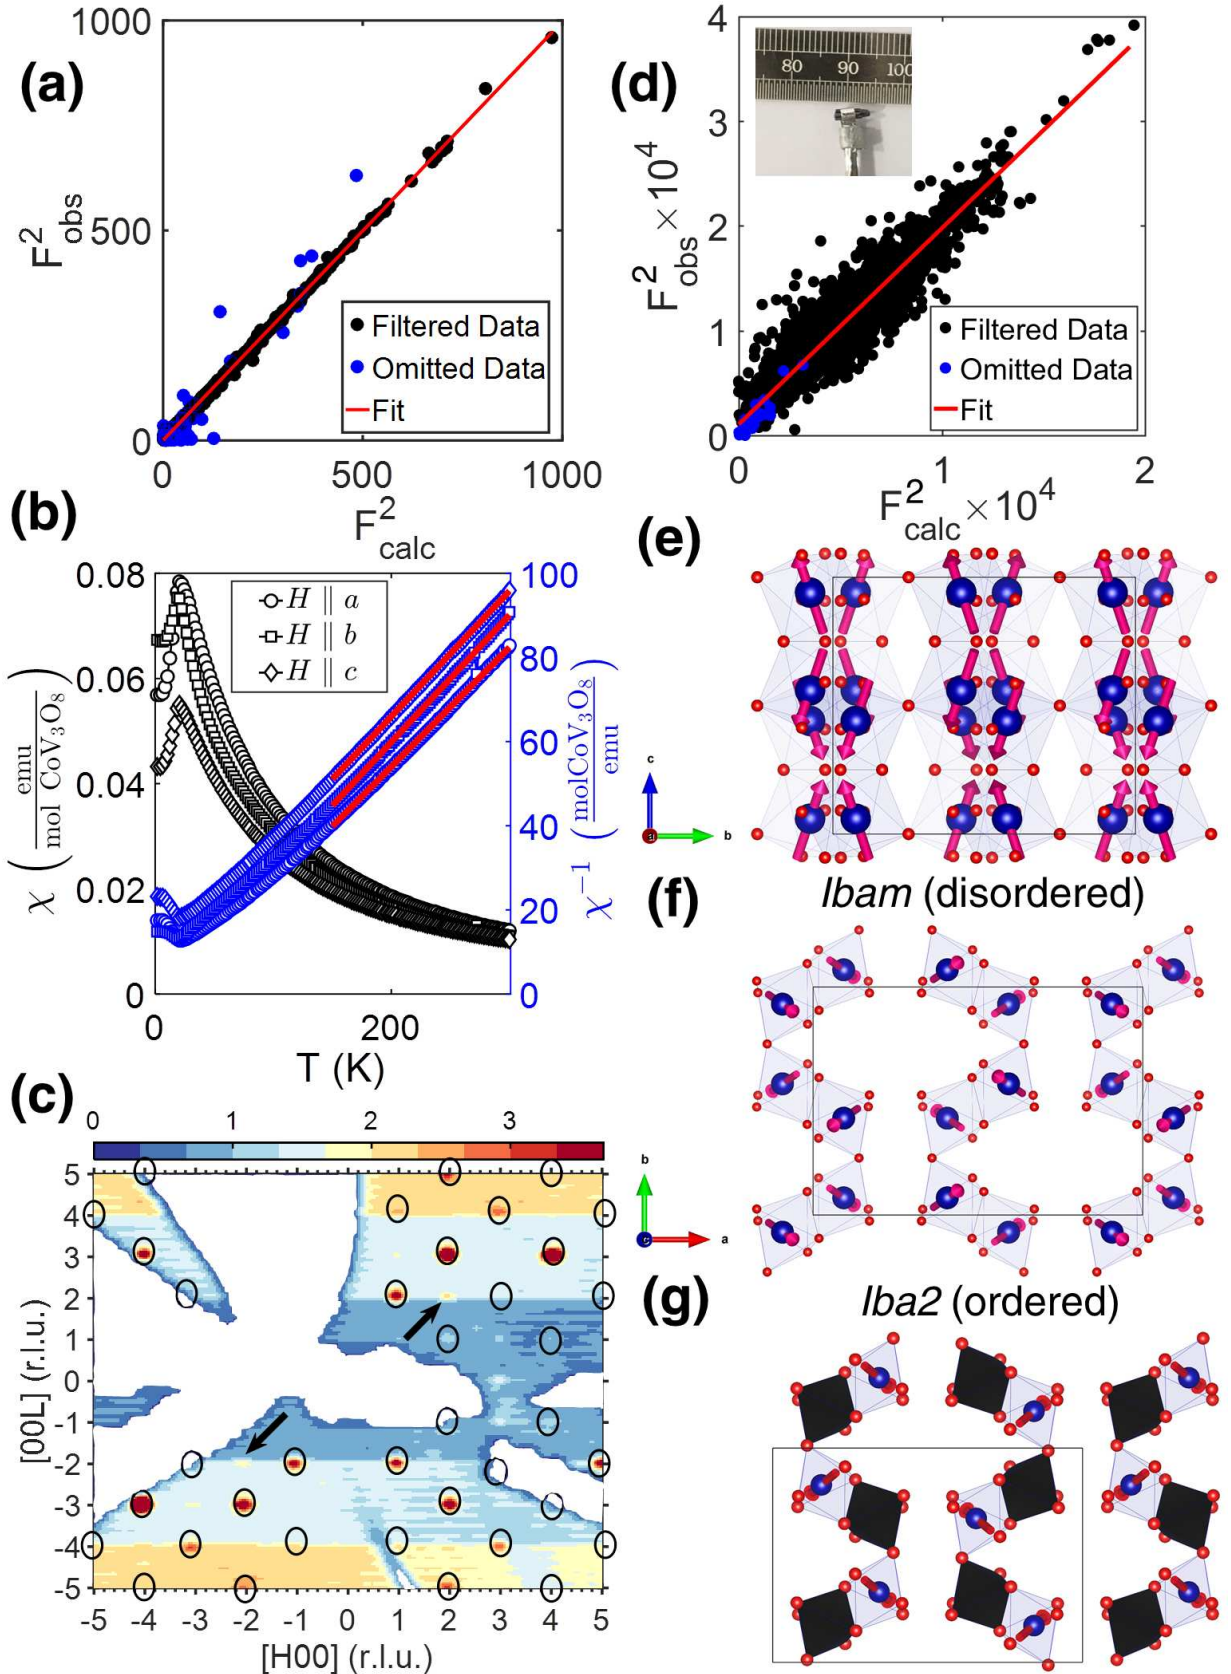 (a)
1000
500
0
F²obs
Filtered Data
Omitted Data
Fit
0
500
1000
F²calc
(d)
4
3
2
1
0
F²obs×10⁴
80
90
100
Filtered Data
Omitted Data
Fit
0
1
2
F²calc×10⁴
(b)
0.08
0.06
0.04
0.02
0
χ (emu / mol CoV₃O₈)
H ∥ a
H ∥ b
H ∥ c
100
80
60
40
20
0
χ⁻¹ (molCoV₃O₈ / emu)
0
200
T (K)
(e)
c
a
b
(f)
Ibam (disordered)
b
c
a
(c)
0
1
2
3
5
4
3
2
1
0
-1
-2
-3
-4
-5
[00L] (r.l.u.)
-5
-4
-3
-2
-1
0
1
2
3
4
5
[H00] (r.l.u.)
(g)
Iba2 (ordered)